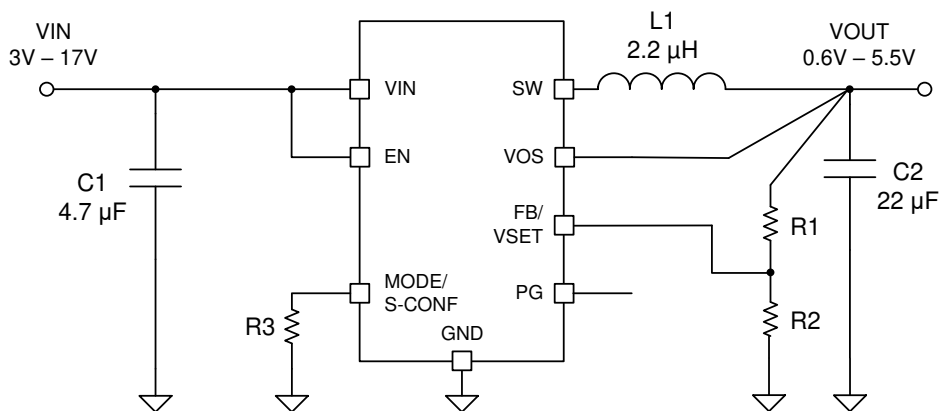 VIN
3V – 17V
L1
2.2 µH
VOUT
0.6V – 5.5V
VIN
SW
EN
VOS
C1
4.7 µF
C2
22 µF
FB/
VSET
R1
MODE/
S-CONF
PG
R3
GND
R2